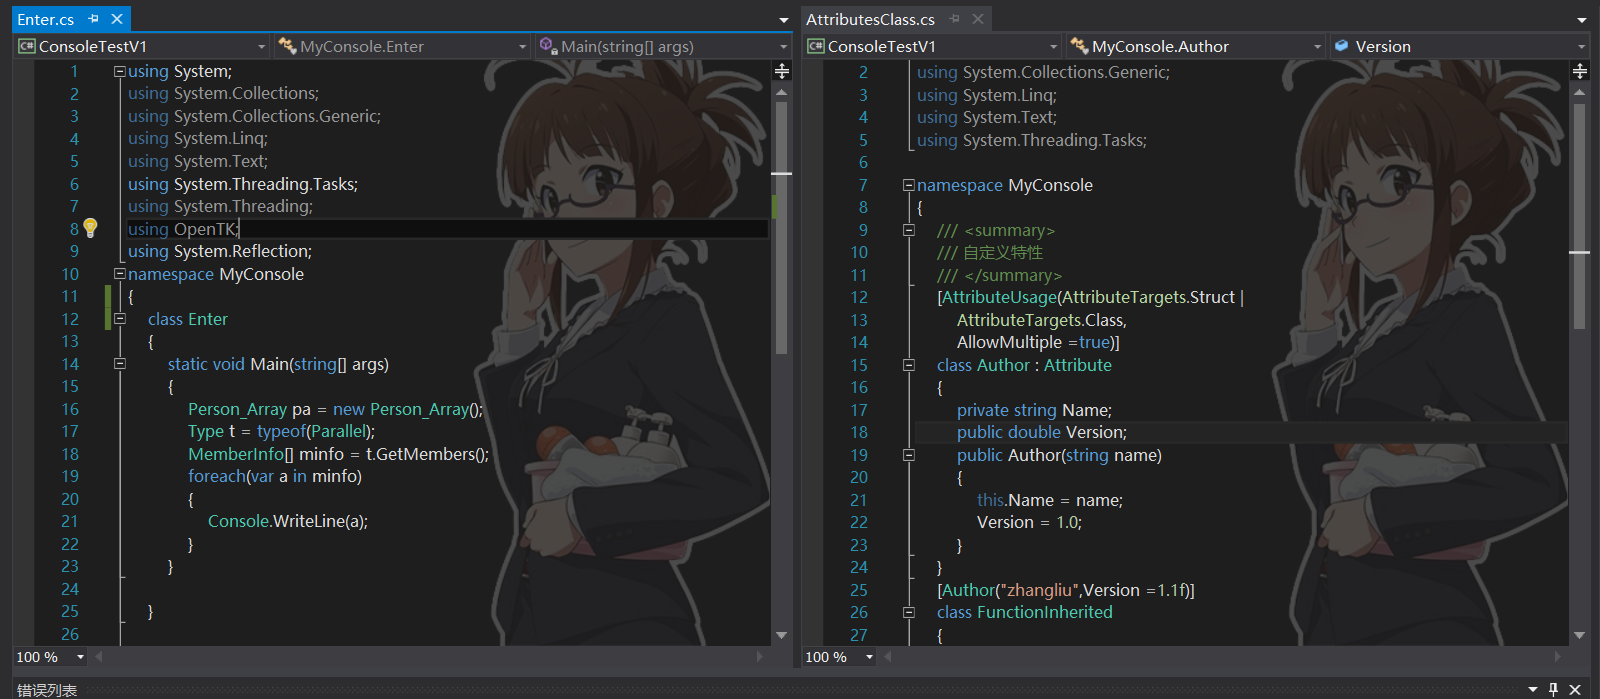 Enter.cs
ConsoleTestV1
MyConsole.Enter
Main(string[] args)
1 using System;
2 using System.Collections;
3 using System.Collections.Generic;
4 using System.Linq;
5 using System.Text;
6 using System.Threading.Tasks;
7 using System.Threading;
8 using OpenTK;
9 using System.Reflection;
10 namespace MyConsole
11 {
12 class Enter
13 {
14 static void Main(string[] args)
15 {
16 Person_Array pa = new Person_Array();
17 Type t = typeof(Parallel);
18 MemberInfo[] minfo = t.GetMembers();
19 foreach(var a in minfo)
20 {
21 Console.WriteLine(a);
22 }
23 }
24
25 }
26
100 %
AttributesClass.cs
ConsoleTestV1
MyConsole.Author
Version
2 using System.Collections.Generic;
3 using System.Linq;
4 using System.Text;
5 using System.Threading.Tasks;
6
7 namespace MyConsole
8 {
9 /// <summary>
10 /// 自定义特性
11 /// </summary>
12 [AttributeUsage(AttributeTargets.Struct |
13 AttributeTargets.Class,
14 AllowMultiple =true)]
15 class Author : Attribute
16 {
17 private string Name;
18 public double Version;
19 public Author(string name)
20 {
21 this.Name = name;
22 Version = 1.0;
23 }
24 }
25 [Author("zhangliu",Version =1.1f)]
26 class FunctionInherited
27 {
100 %
错误列表